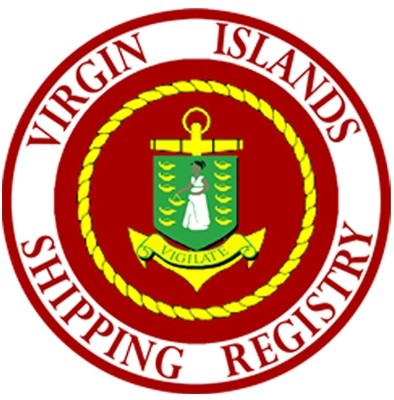 VIRGIN ISLANDS
SHIPPING REGISTRY
VIGILATE